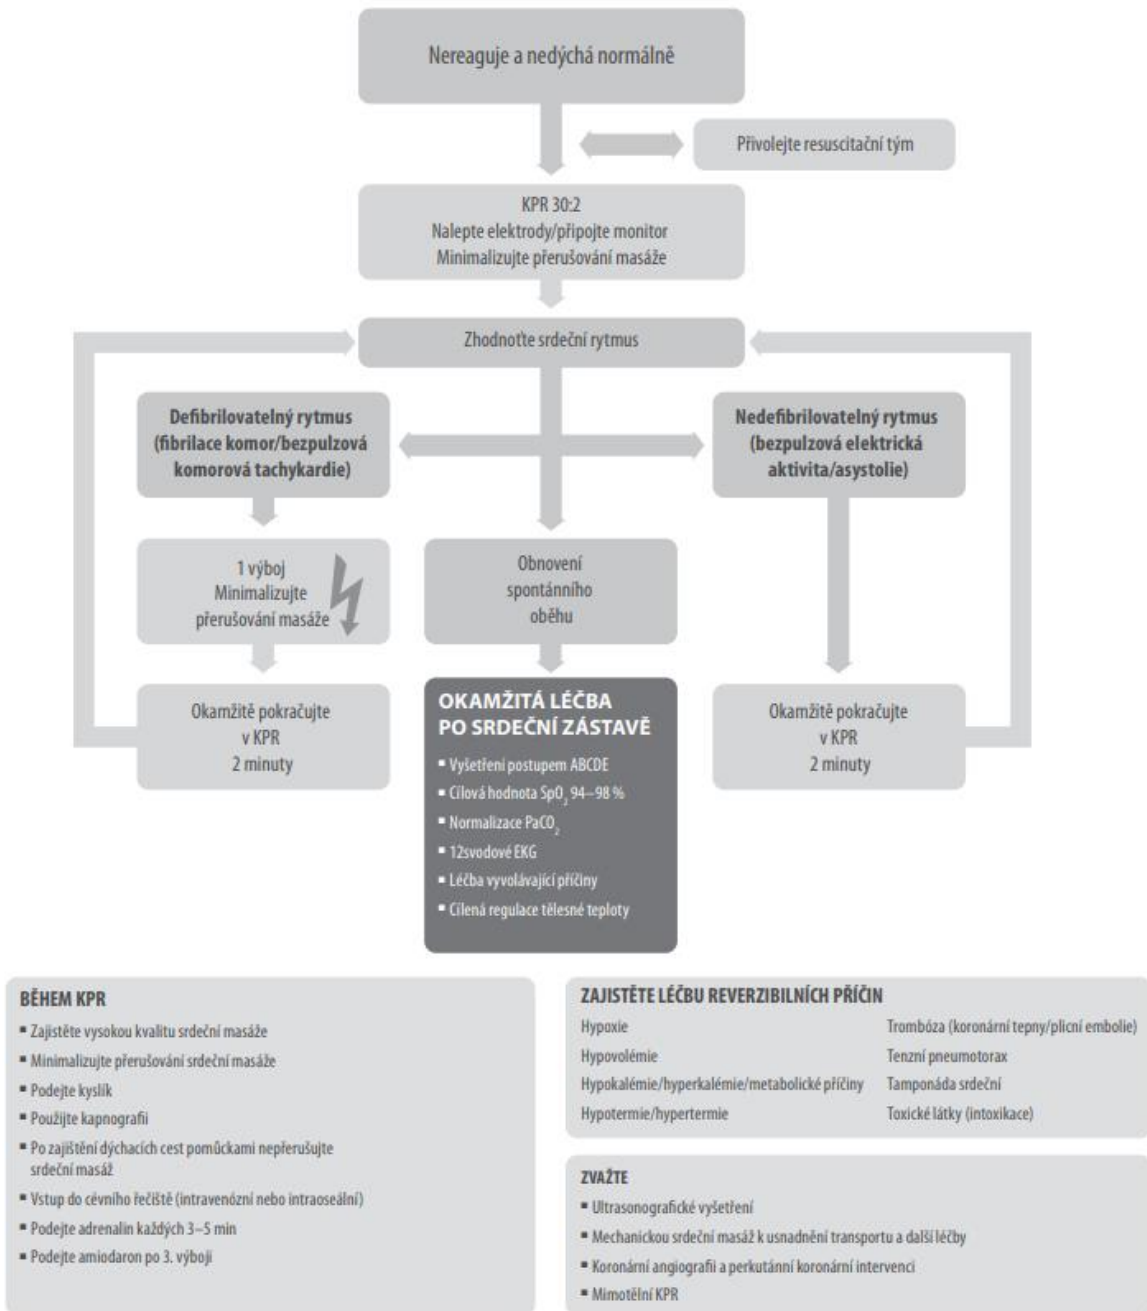 Nereaguje a nedýchá normálně
Přivolejte resuscitační tým
KPR 30:2
Nalepte elektrody/připojte monitor
Minimalizujte přerušování masáže
Zhodnoťte srdeční rytmus
Defibrilovatelný rytmus
(fibrilace komor/bezpulzová
komorová tachykardie)
Nedefibrilovatelný rytmus
(bezpulzová elektrická
aktivita/asystolie)
1 výboj
Minimalizujte
přerušování masáže
Obnovení
spontánního
oběhu
Okamžitě pokračujte
v KPR
2 minuty
OKAMŽITÁ LÉČBA
PO SRDEČNÍ ZÁSTAVĚ
▪ Vyšetření postupem ABCDE
▪ Cílová hodnota SpO₂ 94–98 %
▪ Normalizace PaCO₂
▪ 12svodové EKG
▪ Léčba vyvolávající příčiny
▪ Cílená regulace tělesné teploty
Okamžitě pokračujte
v KPR
2 minuty
BĚHEM KPR
▪ Zajistěte vysokou kvalitu srdeční masáže
▪ Minimalizujte přerušování srdeční masáže
▪ Podejte kyslík
▪ Použijte kapnografii
▪ Po zajištění dýchacích cest pomůckami nepřerušujte
srdeční masáž
▪ Vstup do cévního řečiště (intravenózní nebo intraoseální)
▪ Podejte adrenalin každých 3–5 min
▪ Podejte amiodaron po 3. výboji
ZAJISTĚTE LÉČBU REVERZIBILNÍCH PŘÍČIN
Hypoxie
Hypovolémie
Hypokalémie/hyperkalémie/metabolické příčiny
Hypotermie/hypertermie
Trombóza (koronární tepny/plicní embolie)
Tenzní pneumotorax
Tamponáda srdeční
Toxické látky (intoxikace)
ZVAŽTE
▪ Ultrasonografické vyšetření
▪ Mechanickou srdeční masáž k usnadnění transportu a další léčby
▪ Koronární angiografii a perkutánní koronární intervenci
▪ Mimotělní KPR